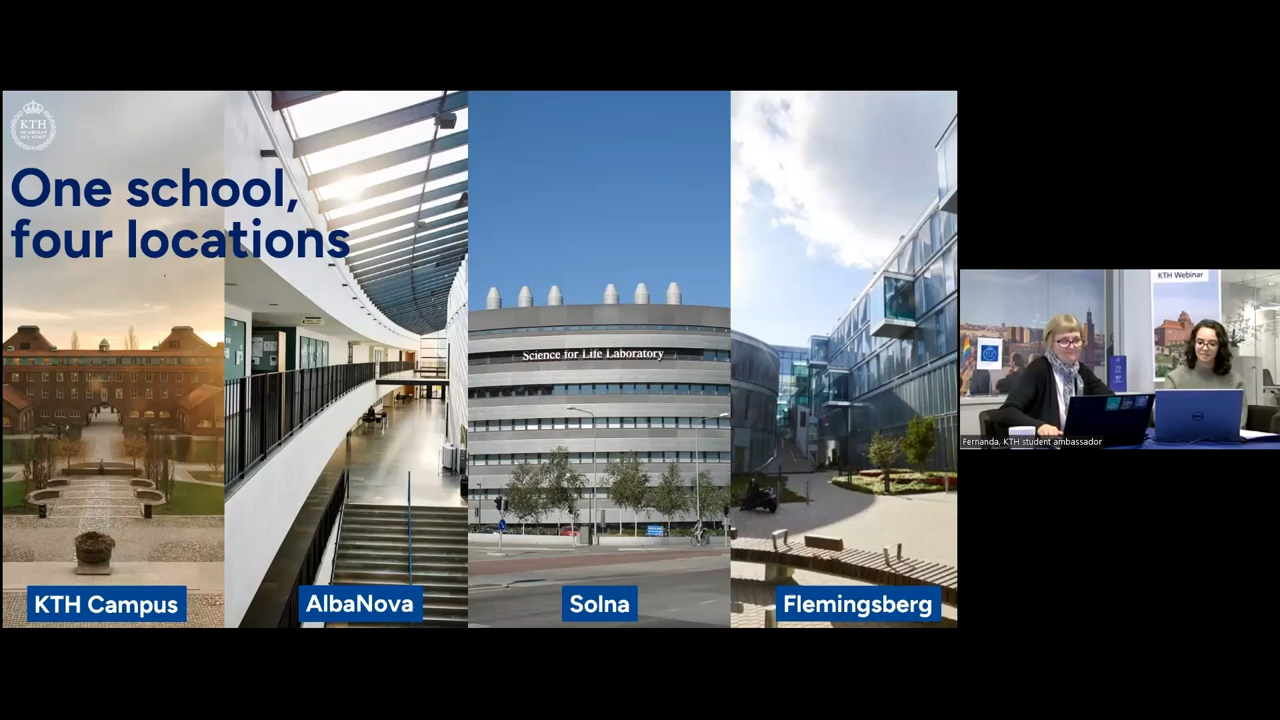 KTH
One school,
four locations
Science for Life Laboratory
KTH Campus
AlbaNova
Solna
Flemingsberg
KTH Webinar
Fernanda, KTH student ambassador